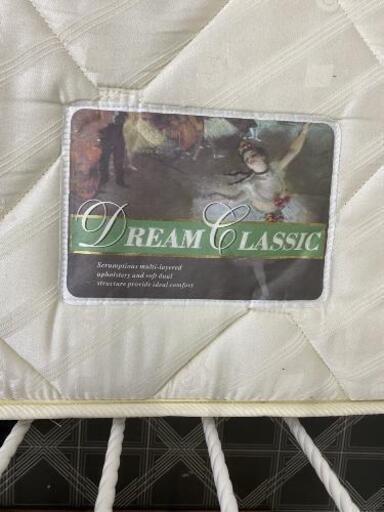 DREAM CLASSIC
Scrumptious multi-layered
upholstery and soft dual
structure provide ideal comfort